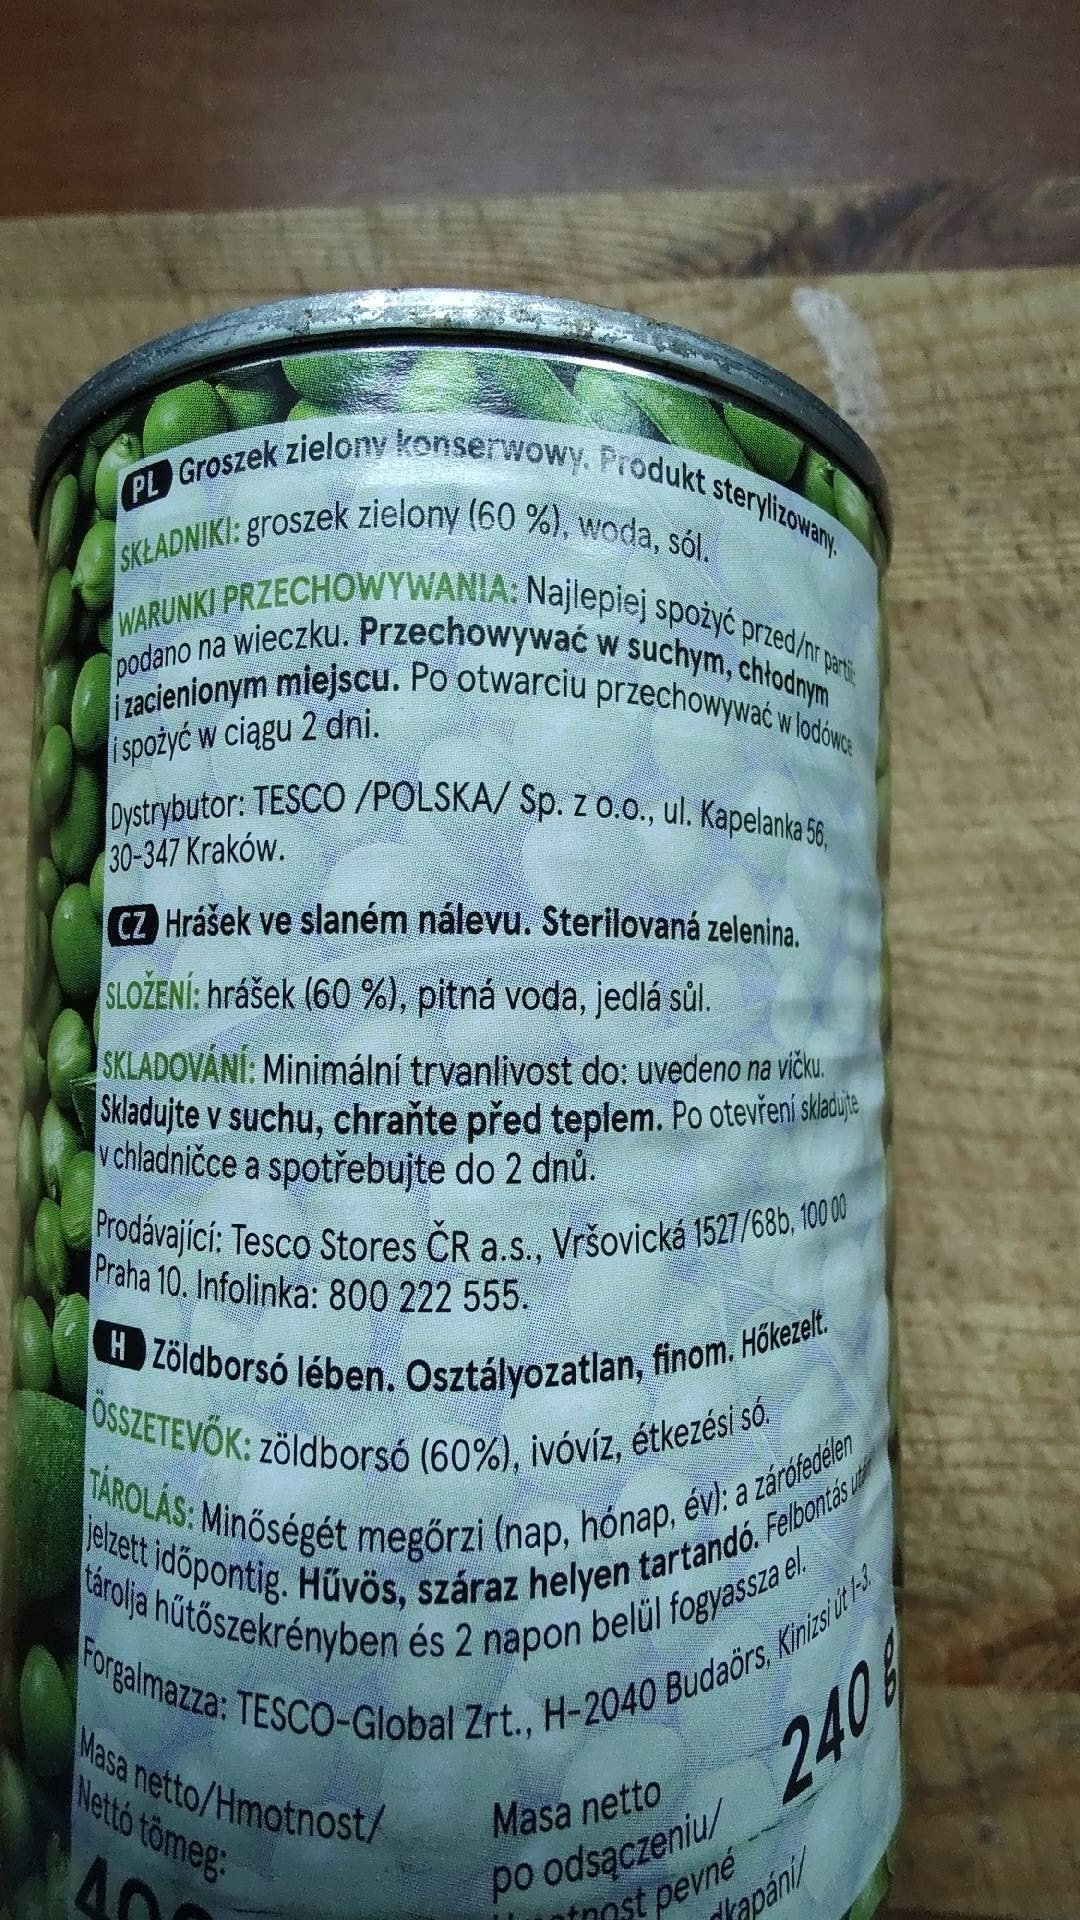 PL Groszek zielony konserwowy. Produkt sterylizowany.
SKŁADNIKI: groszek zielony (60 %), woda, sól.
WARUNKI PRZECHOWYWANIA: Najlepiej spożyć przed/nr partii:
podano na wieczku. Przechowywać w suchym, chłodnym
i zacienionym miejscu. Po otwarciu przechowywać w lodówce
i spożyć w ciągu 2 dni.
Dystrybutor: TESCO /POLSKA/ Sp. z o.o., ul. Kapelanka 56,
30-347 Kraków.
CZ Hrášek ve slaném nálevu. Sterilovaná zelenina.
SLOŽENÍ: hrášek (60 %), pitná voda, jedlá sůl.
SKLADOVÁNÍ: Minimální trvanlivost do: uvedeno na víčku.
Skladujte v suchu, chraňte před teplem. Po otevření skladujte
v chladničce a spotřebujte do 2 dnů.
Prodávající: Tesco Stores ČR a.s., Vršovická 1527/68b, 100 00
Praha 10. Infolinka: 800 222 555.
H Zöldborsó lében. Osztályozatlan, finom. Hőkezelt.
ÖSSZETEVŐK: zöldborsó (60%), ivóvíz, étkezési só.
TÁROLÁS: Minőségét megőrzi (nap, hónap, év): a zárófedélen
jelzett időpontig. Hűvös, száraz helyen tartandó. Felbontás után
tárolja hűtőszekrényben és 2 napon belül fogyassza el.
Forgalmazza: TESCO-Global Zrt., H-2040 Budaörs, Kinizsi út 1-3.
Masa netto/Hmotnost/
Nettó tömeg:
Masa netto
po odsączeniu/
pevné
240 g